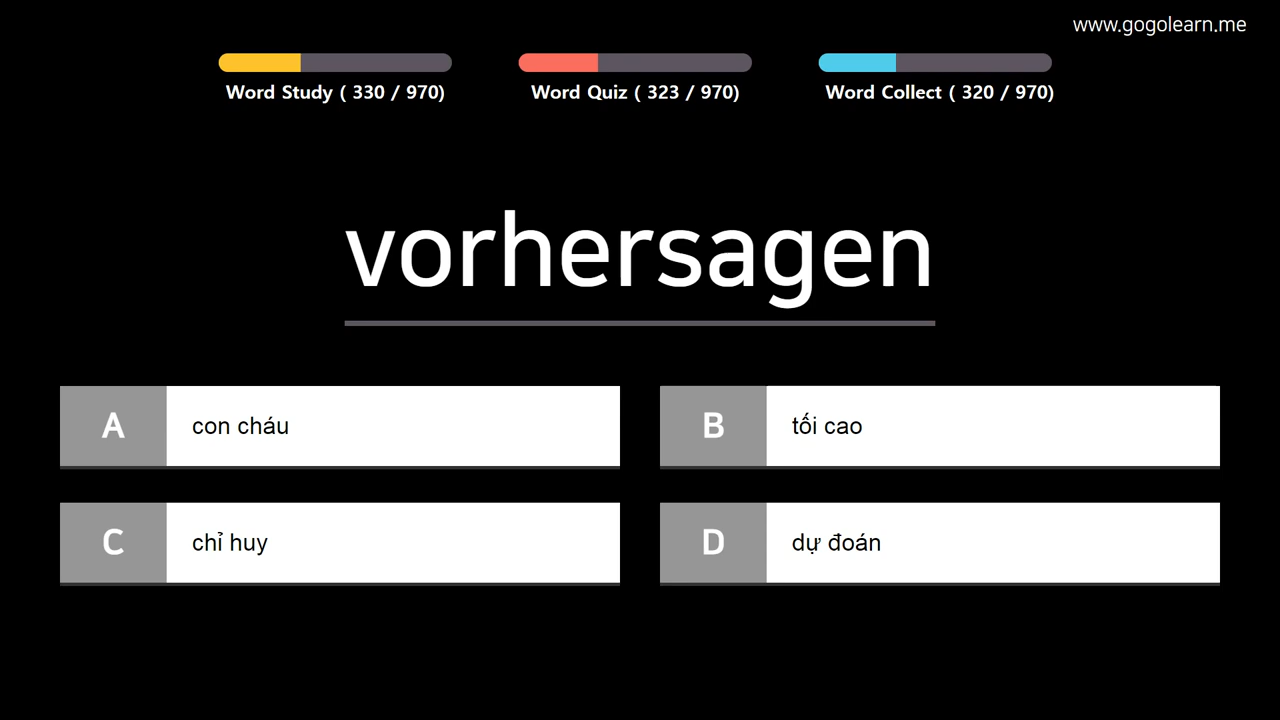 www.gogolearn.me
Word Study ( 330 / 970)
Word Quiz ( 323 / 970)
Word Collect ( 320 / 970)
vorhersagen
A con cháu
B tối cao
C chỉ huy
D dự đoán